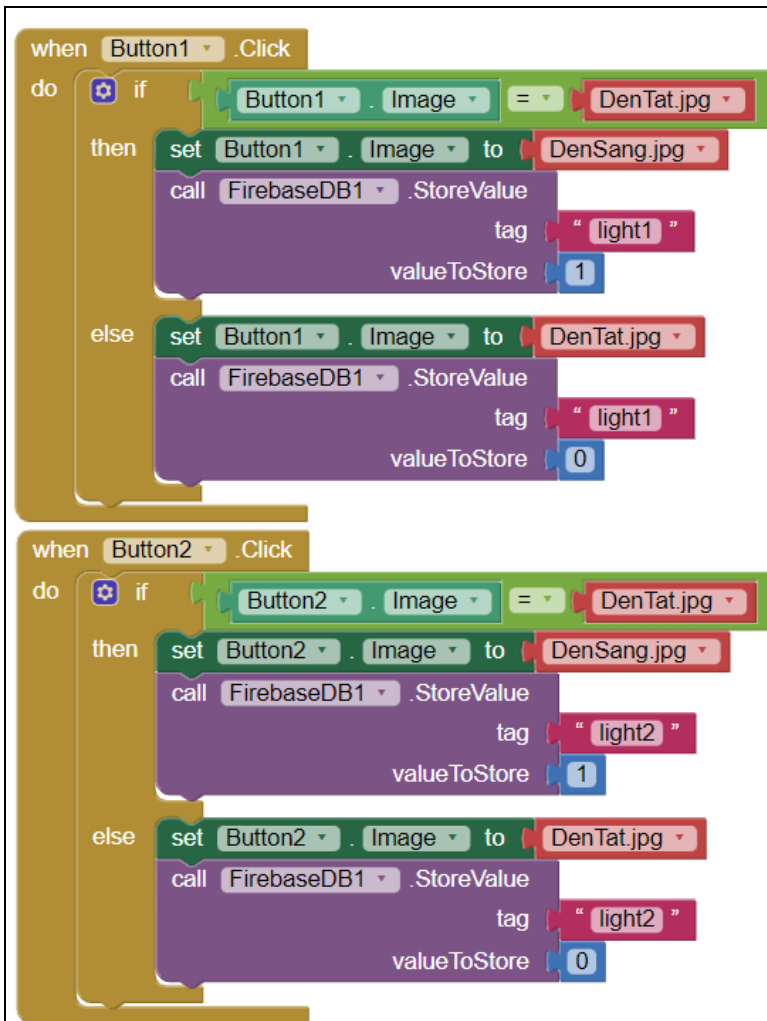 when Button1 .Click
do if Button1 . Image = DenTat.jpg
then set Button1 . Image to DenSang.jpg
call FirebaseDB1 .StoreValue
tag " light1 "
valueToStore 1
else set Button1 . Image to DenTat.jpg
call FirebaseDB1 .StoreValue
tag " light1 "
valueToStore 0
when Button2 .Click
do if Button2 . Image = DenTat.jpg
then set Button2 . Image to DenSang.jpg
call FirebaseDB1 .StoreValue
tag " light2 "
valueToStore 1
else set Button2 . Image to DenTat.jpg
call FirebaseDB1 .StoreValue
tag " light2 "
valueToStore 0